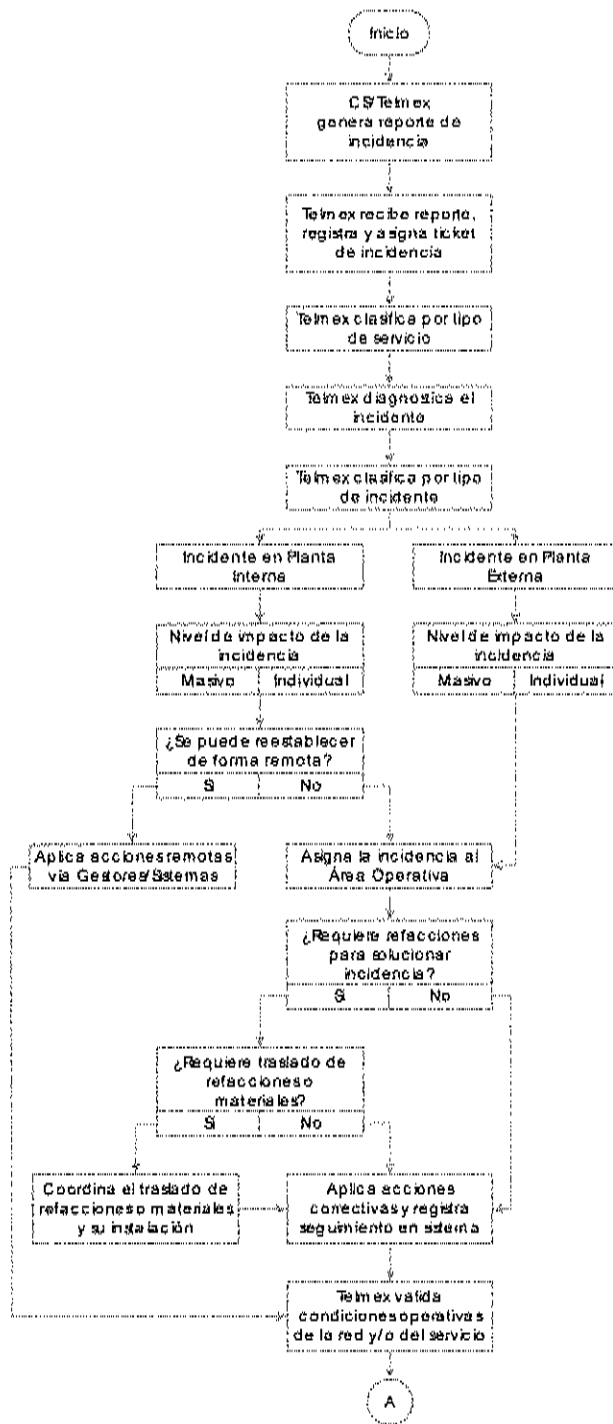 Inicio
CS/Telmex
genera reporte de
incidencia
Telmex recibe reporte,
registra y asigna ticket
de incidencia
Telmex clasifica por tipo
de servicio
Telmex diagnostica el
incidente
Telmex clasifica por tipo
de incidente
Incidente en Planta
Interna
Incidente en Planta
Externa
Nivel de impacto de la
incidencia
Masivo Individual
Nivel de impacto de la
incidencia
Masivo Individual
¿Se puede reestablecer
de forma remota?
Si No
Aplica acciones remotas
vía Gestores/Sistemas
Asigna la incidencia al
Área Operativa
¿Requiere refacciones
para solucionar
incidencia?
Si No
¿Requiere traslado de
refacciones o
materiales?
Si No
Coordina el traslado de
refacciones o materiales
y su instalación
Aplica acciones
correctivas y registra
seguimiento en sistema
Telmex valida
condiciones operativas
de la red y/o del servicio
A